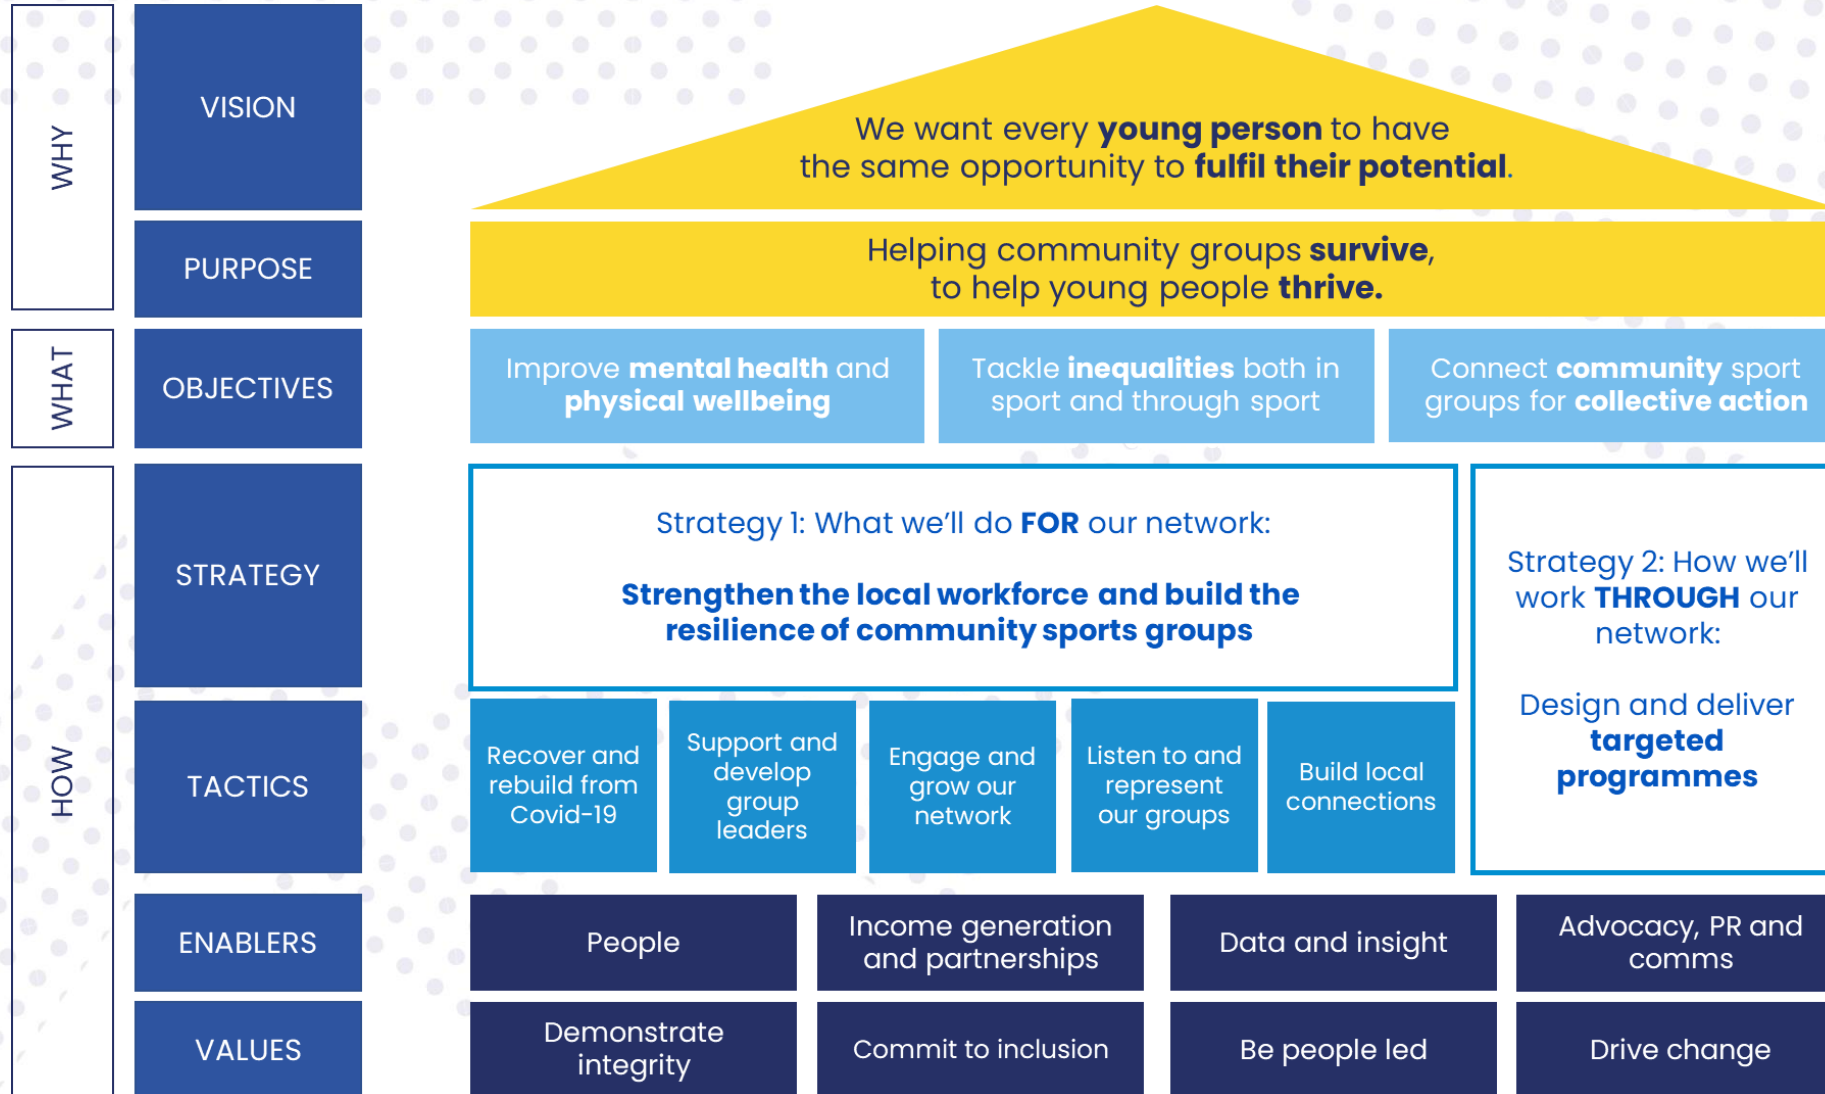 WHY
VISION
We want every young person to have
the same opportunity to fulfil their potential.
PURPOSE
Helping community groups survive,
to help young people thrive.
WHAT
OBJECTIVES
Improve mental health and
physical wellbeing
Tackle inequalities both in
sport and through sport
Connect community sport
groups for collective action
HOW
STRATEGY
Strategy 1: What we'll do FOR our network:
Strengthen the local workforce and build the
resilience of community sports groups
Strategy 2: How we'll
work THROUGH our
network:
Design and deliver
targeted
programmes
TACTICS
Recover and
rebuild from
Covid-19
Support and
develop
group
leaders
Engage and
grow our
network
Listen to and
represent
our groups
Build local
connections
ENABLERS
People
Income generation
and partnerships
Data and insight
Advocacy, PR and
comms
VALUES
Demonstrate
integrity
Commit to inclusion
Be people led
Drive change